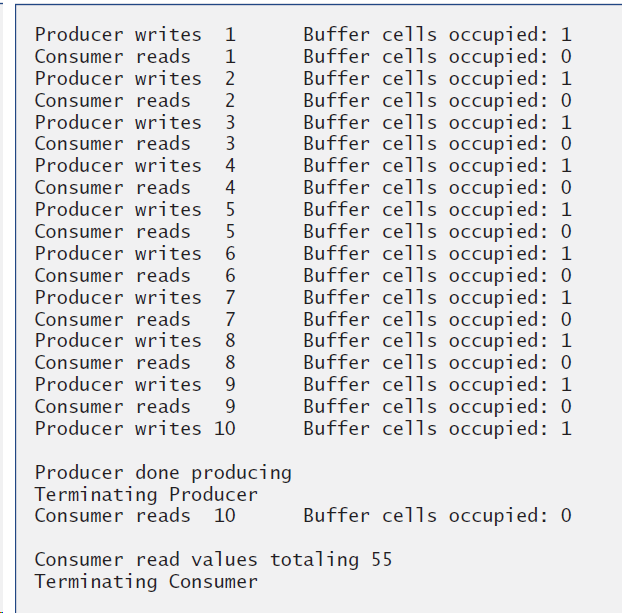 Producer writes  1      Buffer cells occupied: 1
Consumer reads   1      Buffer cells occupied: 0
Producer writes  2      Buffer cells occupied: 1
Consumer reads   2      Buffer cells occupied: 0
Producer writes  3      Buffer cells occupied: 1
Consumer reads   3      Buffer cells occupied: 0
Producer writes  4      Buffer cells occupied: 1
Consumer reads   4      Buffer cells occupied: 0
Producer writes  5      Buffer cells occupied: 1
Consumer reads   5      Buffer cells occupied: 0
Producer writes  6      Buffer cells occupied: 1
Consumer reads   6      Buffer cells occupied: 0
Producer writes  7      Buffer cells occupied: 1
Consumer reads   7      Buffer cells occupied: 0
Producer writes  8      Buffer cells occupied: 1
Consumer reads   8      Buffer cells occupied: 0
Producer writes  9      Buffer cells occupied: 1
Consumer reads   9      Buffer cells occupied: 0
Producer writes 10      Buffer cells occupied: 1
Producer done producing
Terminating Producer
Consumer reads  10      Buffer cells occupied: 0
Consumer read values totaling 55
Terminating Consumer